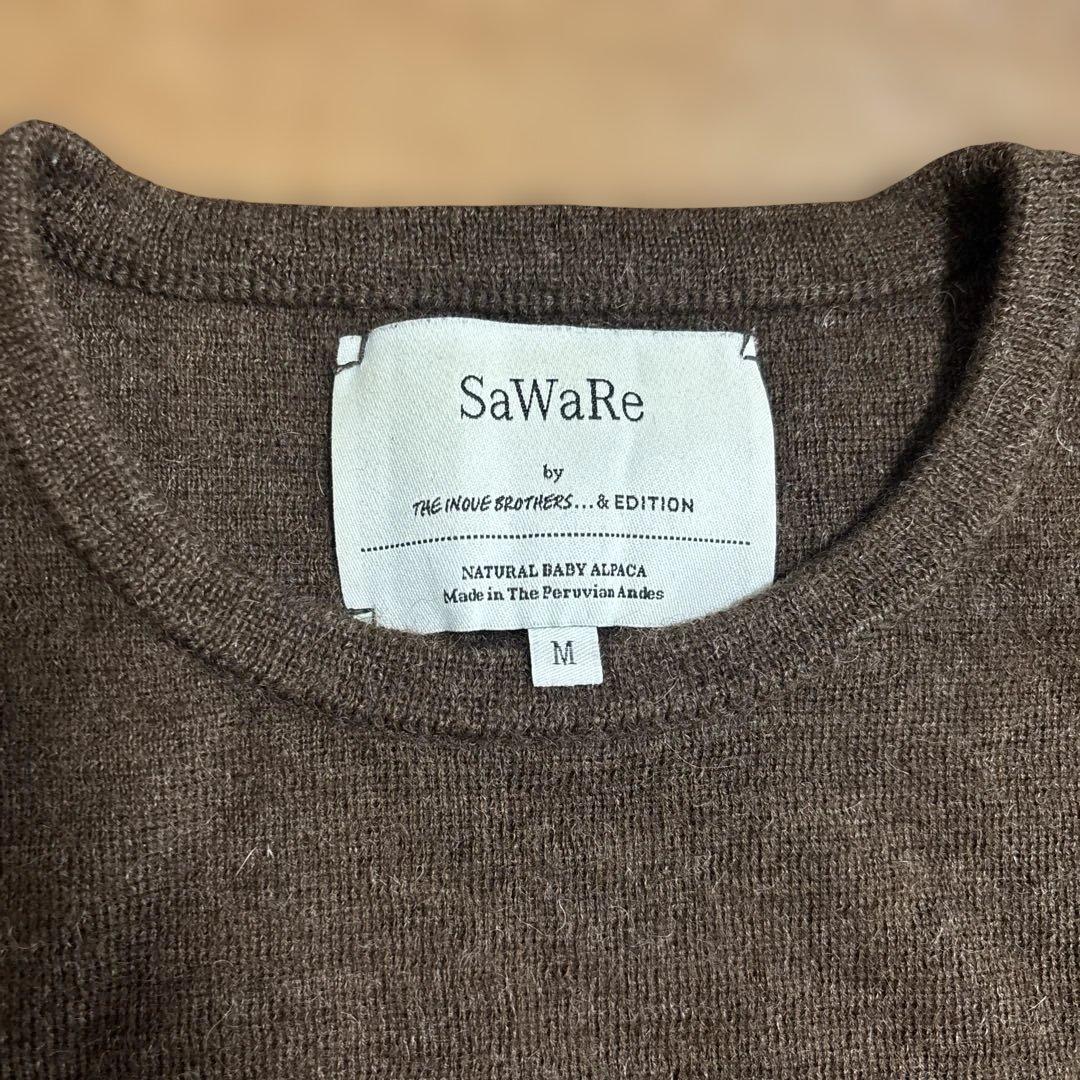 SaWaRe
by
THE INOUE BROTHERS...& EDITION
NATURAL BABY ALPACA
Made in The Peruvian Andes
M